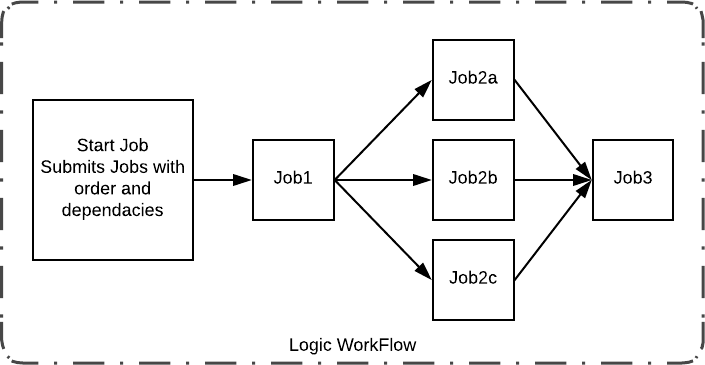 Start Job
Submits Jobs with
order and
dependacies
Job1
Job2a
Job2b
Job2c
Job3
Logic WorkFlow